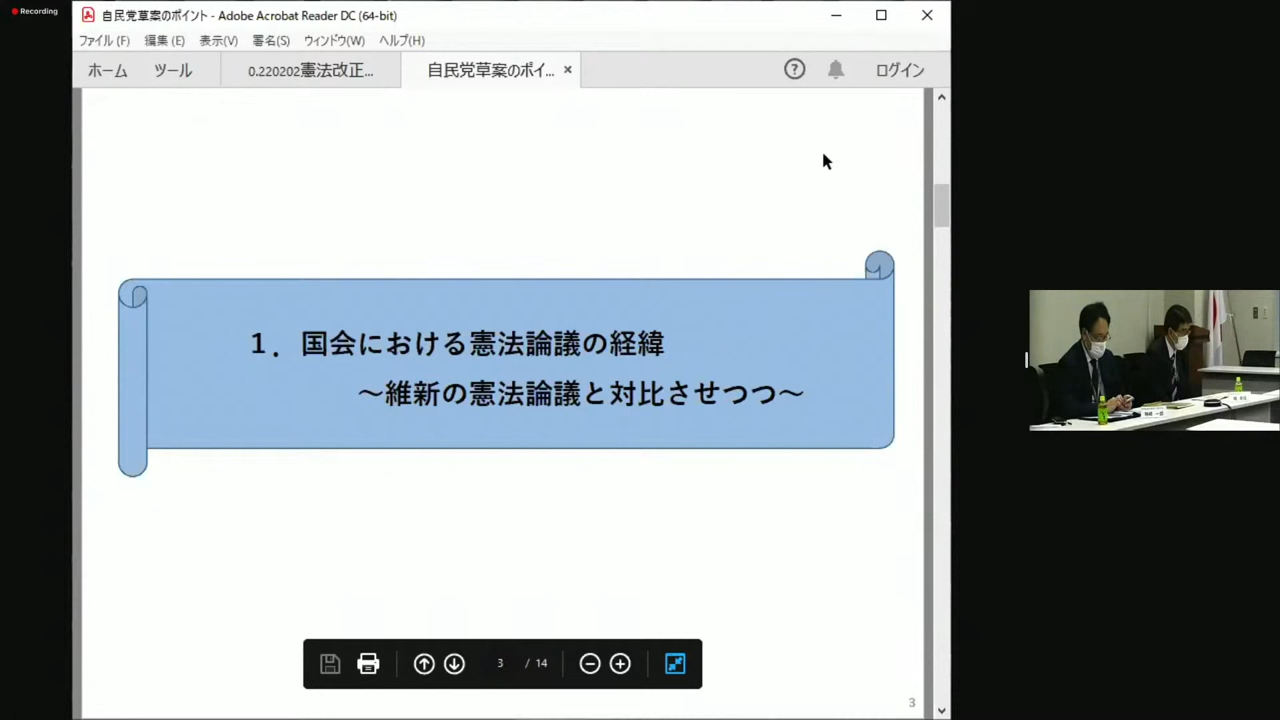 Recording
自民党草案のポイント - Adobe Acrobat Reader DC (64-bit)
ファイル(F) 編集(E) 表示(V) 署名(S) ウィンドウ(W) ヘルプ(H)
ホーム ツール 0.220202憲法改正... 自民党草案のポイ... × ログイン
1．国会における憲法論議の経緯
～維新の憲法論議と対比させつつ～
3 / 14
3